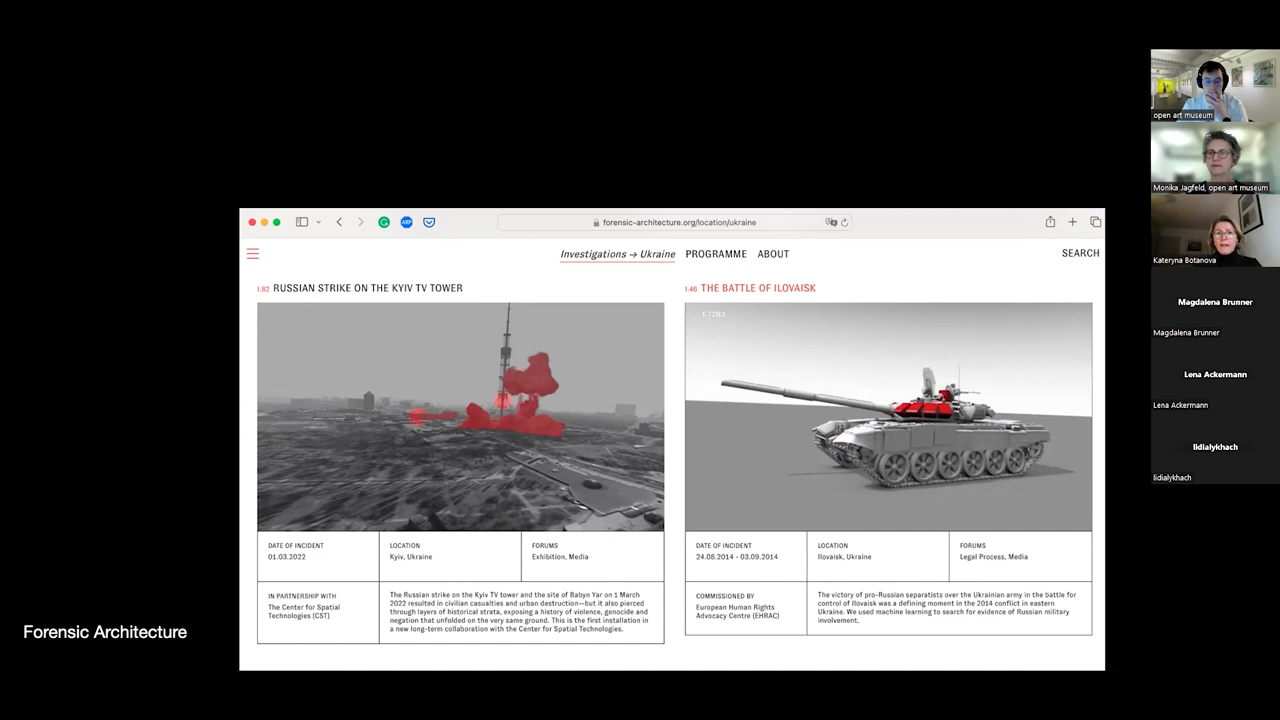 forensic-architecture.org/location/ukraine
Investigations → Ukraine PROGRAMME ABOUT
SEARCH
I.82 RUSSIAN STRIKE ON THE KYIV TV TOWER
DATE OF INCIDENT
01.03.2022
LOCATION
Kyiv, Ukraine
FORUMS
Exhibition, Media
IN PARTNERSHIP WITH
The Center for Spatial
Technologies (CST)
The Russian strike on the Kyiv TV tower and the site of Babyn Yar on 1 March
2022 resulted in civilian casualties and urban destruction—but it also pierced
through layers of historical strata, exposing a history of violence, genocide and
negation that unfolded on the very same ground. This is the first installation in
a new long-term collaboration with the Center for Spatial Technologies.
I.46 THE BATTLE OF ILOVAISK
T-72B3
DATE OF INCIDENT
24.08.2014 - 03.09.2014
LOCATION
Ilovaisk, Ukraine
FORUMS
Legal Process, Media
COMMISSIONED BY
European Human Rights
Advocacy Centre (EHRAC)
The victory of pro-Russian separatists over the Ukrainian army in the battle for
control of Ilovaisk was a defining moment in the 2014 conflict in eastern
Ukraine. We used machine learning to search for evidence of Russian military
involvement.
Forensic Architecture
open art museum
Monika Jagfeld, open art museum
Kateryna Botanova
Magdalena Brunner
Magdalena Brunner
Lena Ackermann
Lena Ackermann
lidialykhach
lidialykhach